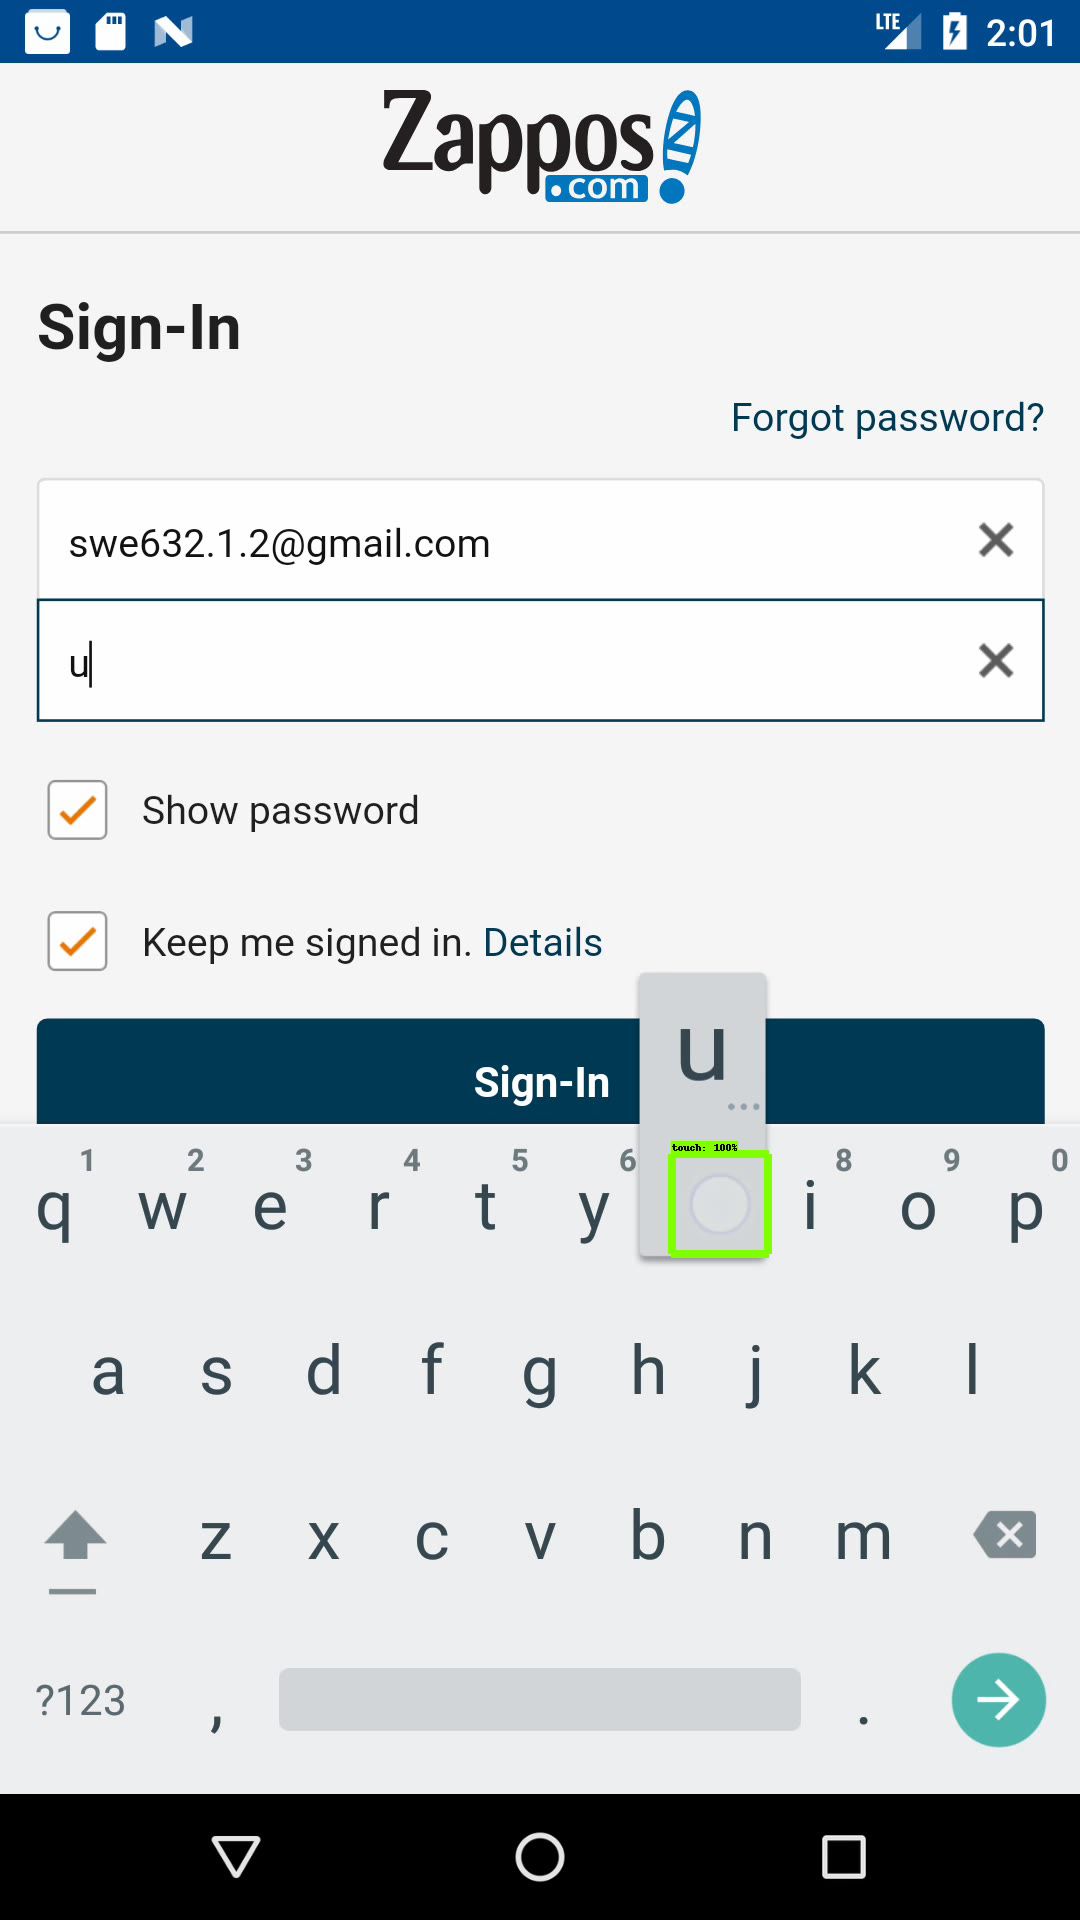 LTE 2:01
Zappos
.com
Sign-In
Forgot password?
swe632.1.2@gmail.com
u
Show password
Keep me signed in. Details
u
Sign-In
touch: 100%
1 2 3 4 5 6 8 9 0
q w e r t y i o p
a s d f g h j k l
z x c v b n m
?123 , .